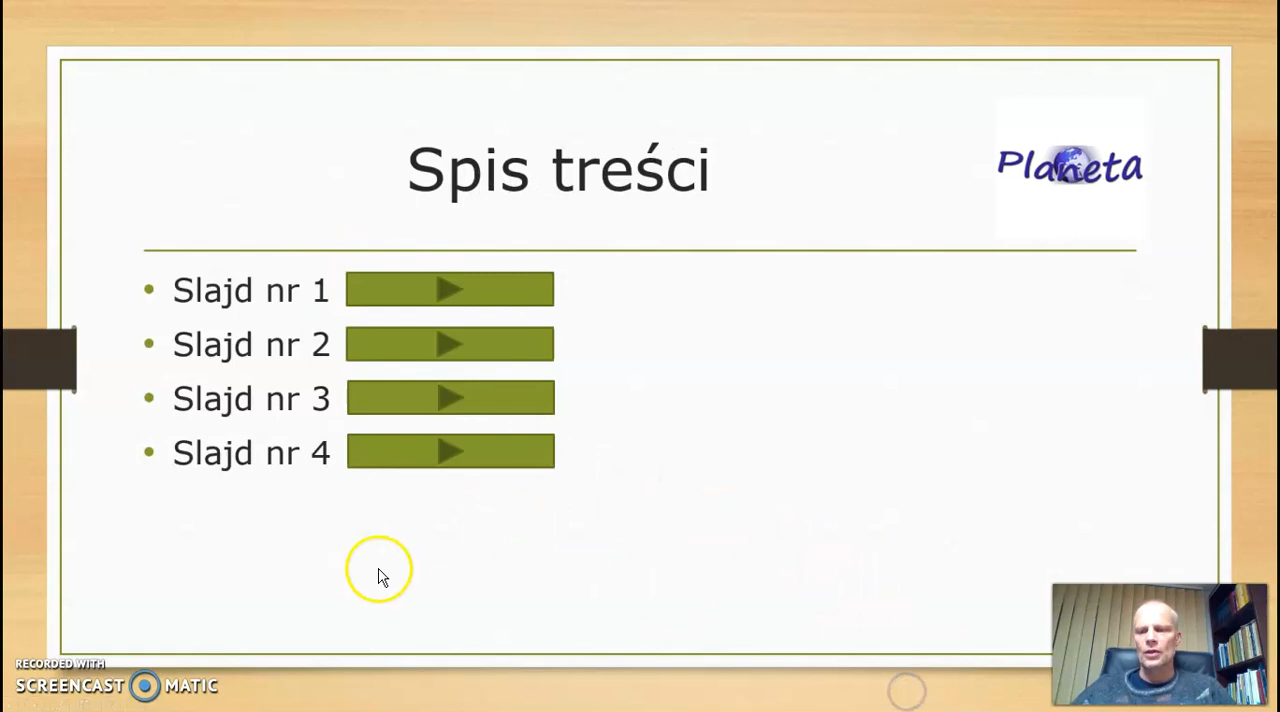 Spis treści
Planeta
Slajd nr 1
Slajd nr 2
Slajd nr 3
Slajd nr 4
RECORDED WITH
SCREENCAST MATIC